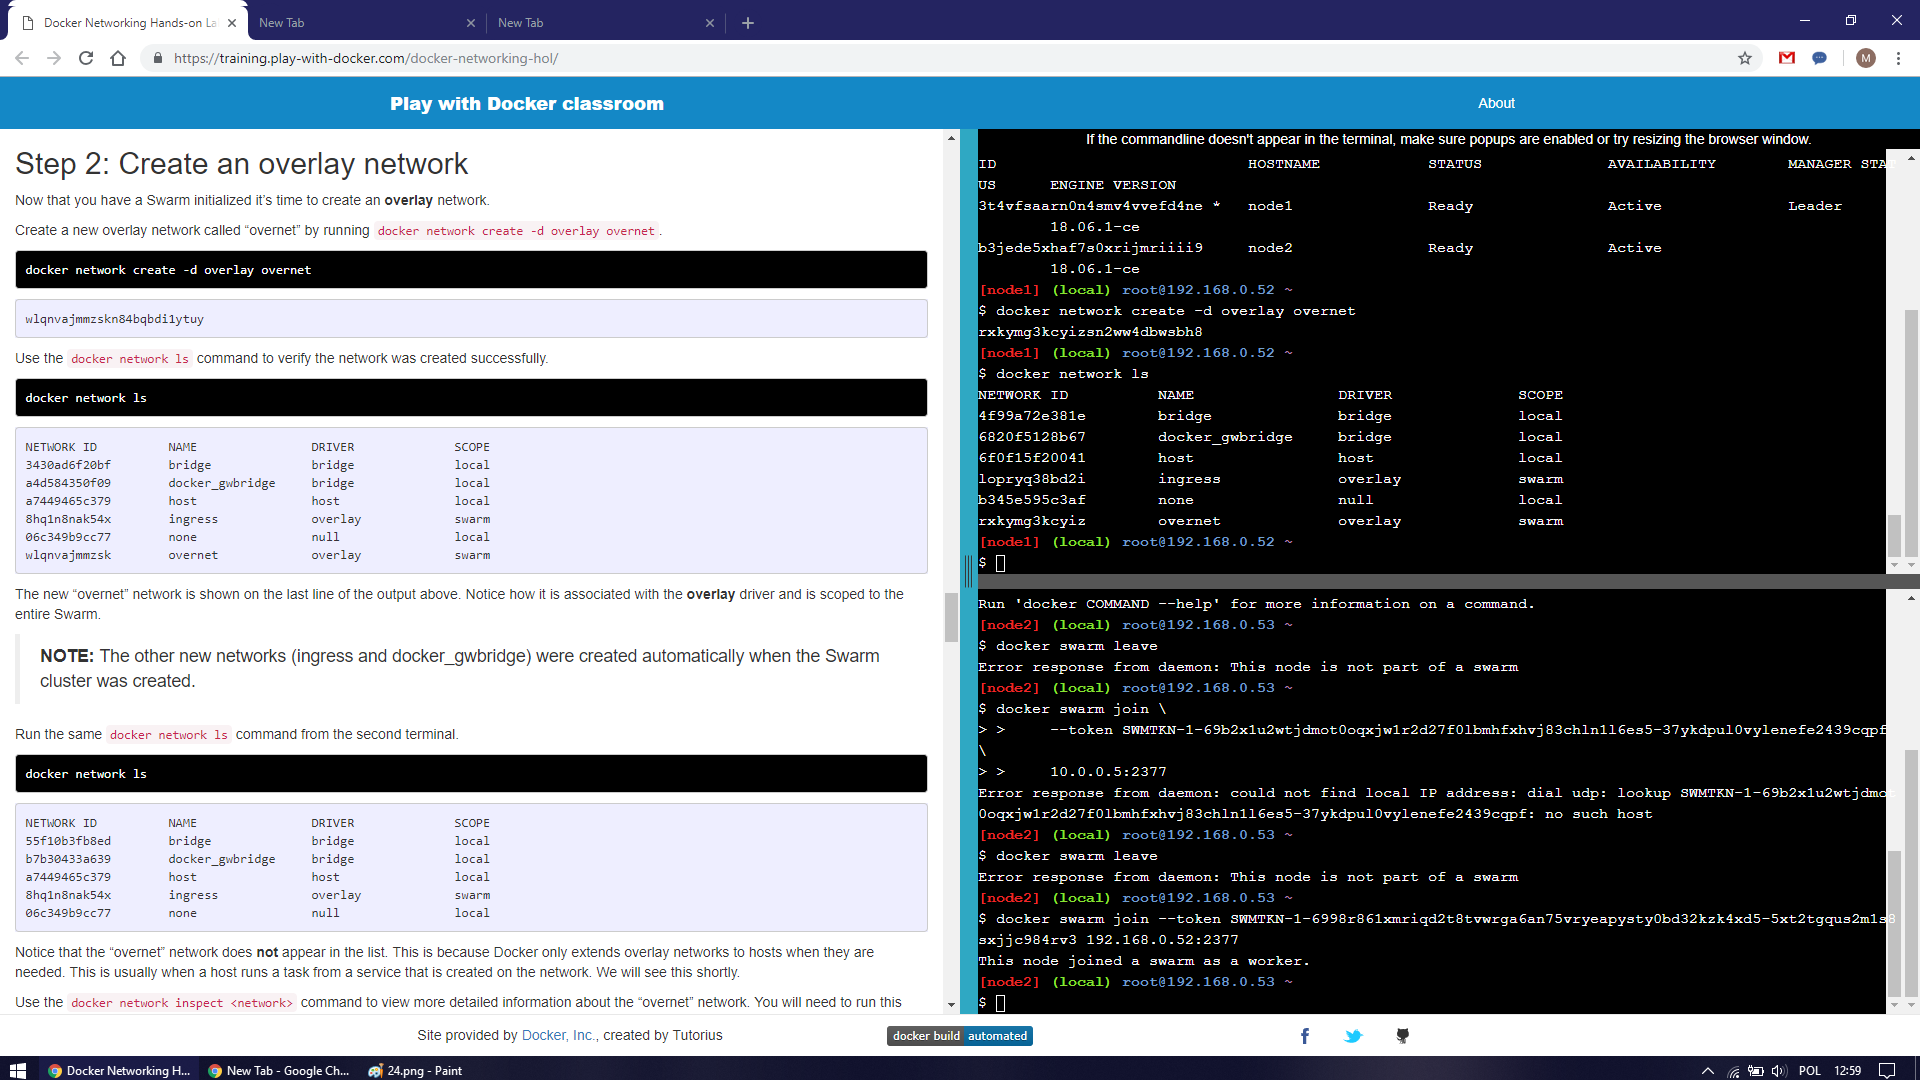 Docker Networking Hands-on La
New Tab
New Tab
https://training.play-with-docker.com/docker-networking-hol/
M
Play with Docker classroom
About
Step 2: Create an overlay network
Now that you have a Swarm initialized it’s time to create an overlay network.
Create a new overlay network called “overnet” by running docker network create -d overlay overnet.
docker network create -d overlay overnet
wlqnvajmmzskn84bqbdi1ytuy
Use the docker network ls command to verify the network was created successfully.
docker network ls
NETWORK ID NAME DRIVER SCOPE
3430ad6f20bf bridge bridge local
a4d584350f09 docker_gwbridge bridge local
a7449465c379 host host local
8hq1n8nak54x ingress overlay swarm
06c349b9cc77 none null local
wlqnvajmmzsk overnet overlay swarm
The new “overnet” network is shown on the last line of the output above. Notice how it is associated with the overlay driver and is scoped to the
entire Swarm.
NOTE: The other new networks (ingress and docker_gwbridge) were created automatically when the Swarm
cluster was created.
Run the same docker network ls command from the second terminal.
docker network ls
NETWORK ID NAME DRIVER SCOPE
55f10b3fb8ed bridge bridge local
b7b30433a639 docker_gwbridge bridge local
a7449465c379 host host local
8hq1n8nak54x ingress overlay swarm
06c349b9cc77 none null local
Notice that the “overnet” network does not appear in the list. This is because Docker only extends overlay networks to hosts when they are
needed. This is usually when a host runs a task from a service that is created on the network. We will see this shortly.
Use the docker network inspect <network> command to view more detailed information about the “overnet” network. You will need to run this
If the commandline doesn't appear in the terminal, make sure popups are enabled or try resizing the browser window.
ID HOSTNAME STATUS AVAILABILITY MANAGER STAT
US ENGINE VERSION
3t4vfsaarn0n4smv4vvefd4ne * node1 Ready Active Leader
18.06.1-ce
b3jede5xhaf7s0xrijmriiii9 node2 Ready Active
18.06.1-ce
[node1] (local) root@192.168.0.52 ~
$ docker network create -d overlay overnet
rxkymg3kcyizsn2ww4dbwsbh8
[node1] (local) root@192.168.0.52 ~
$ docker network ls
NETWORK ID NAME DRIVER SCOPE
4f99a72e381e bridge bridge local
6820f5128b67 docker_gwbridge bridge local
6f0f15f20041 host host local
lopryq38bd2i ingress overlay swarm
b345e595c3af none null local
rxkymg3kcyiz overnet overlay swarm
[node1] (local) root@192.168.0.52 ~
$
Run 'docker COMMAND --help' for more information on a command.
[node2] (local) root@192.168.0.53 ~
$ docker swarm leave
Error response from daemon: This node is not part of a swarm
[node2] (local) root@192.168.0.53 ~
$ docker swarm join \
> > --token SWMTKN-1-69b2x1u2wtjdmot0oqxjw1r2d27f0lbmhfxhvj83chln1l6es5-37ykdpul0vylenefe2439cqpf
\
> > 10.0.0.5:2377
Error response from daemon: could not find local IP address: dial udp: lookup SWMTKN-1-69b2x1u2wtjdmot
0oqxjw1r2d27f0lbmhfxhvj83chln1l6es5-37ykdpul0vylenefe2439cqpf: no such host
[node2] (local) root@192.168.0.53 ~
$ docker swarm leave
Error response from daemon: This node is not part of a swarm
[node2] (local) root@192.168.0.53 ~
$ docker swarm join --token SWMTKN-1-6998r861xmriqd2t8tvwrga6an75vryeapysty0bd32kzk4xd5-5xt2tgqus2m1s8
sxjjc984rv3 192.168.0.52:2377
This node joined a swarm as a worker.
[node2] (local) root@192.168.0.53 ~
$
Site provided by Docker, Inc., created by Tutorius
docker build automated
Docker Networking H...
New Tab - Google Ch...
24.png - Paint
POL
12:59